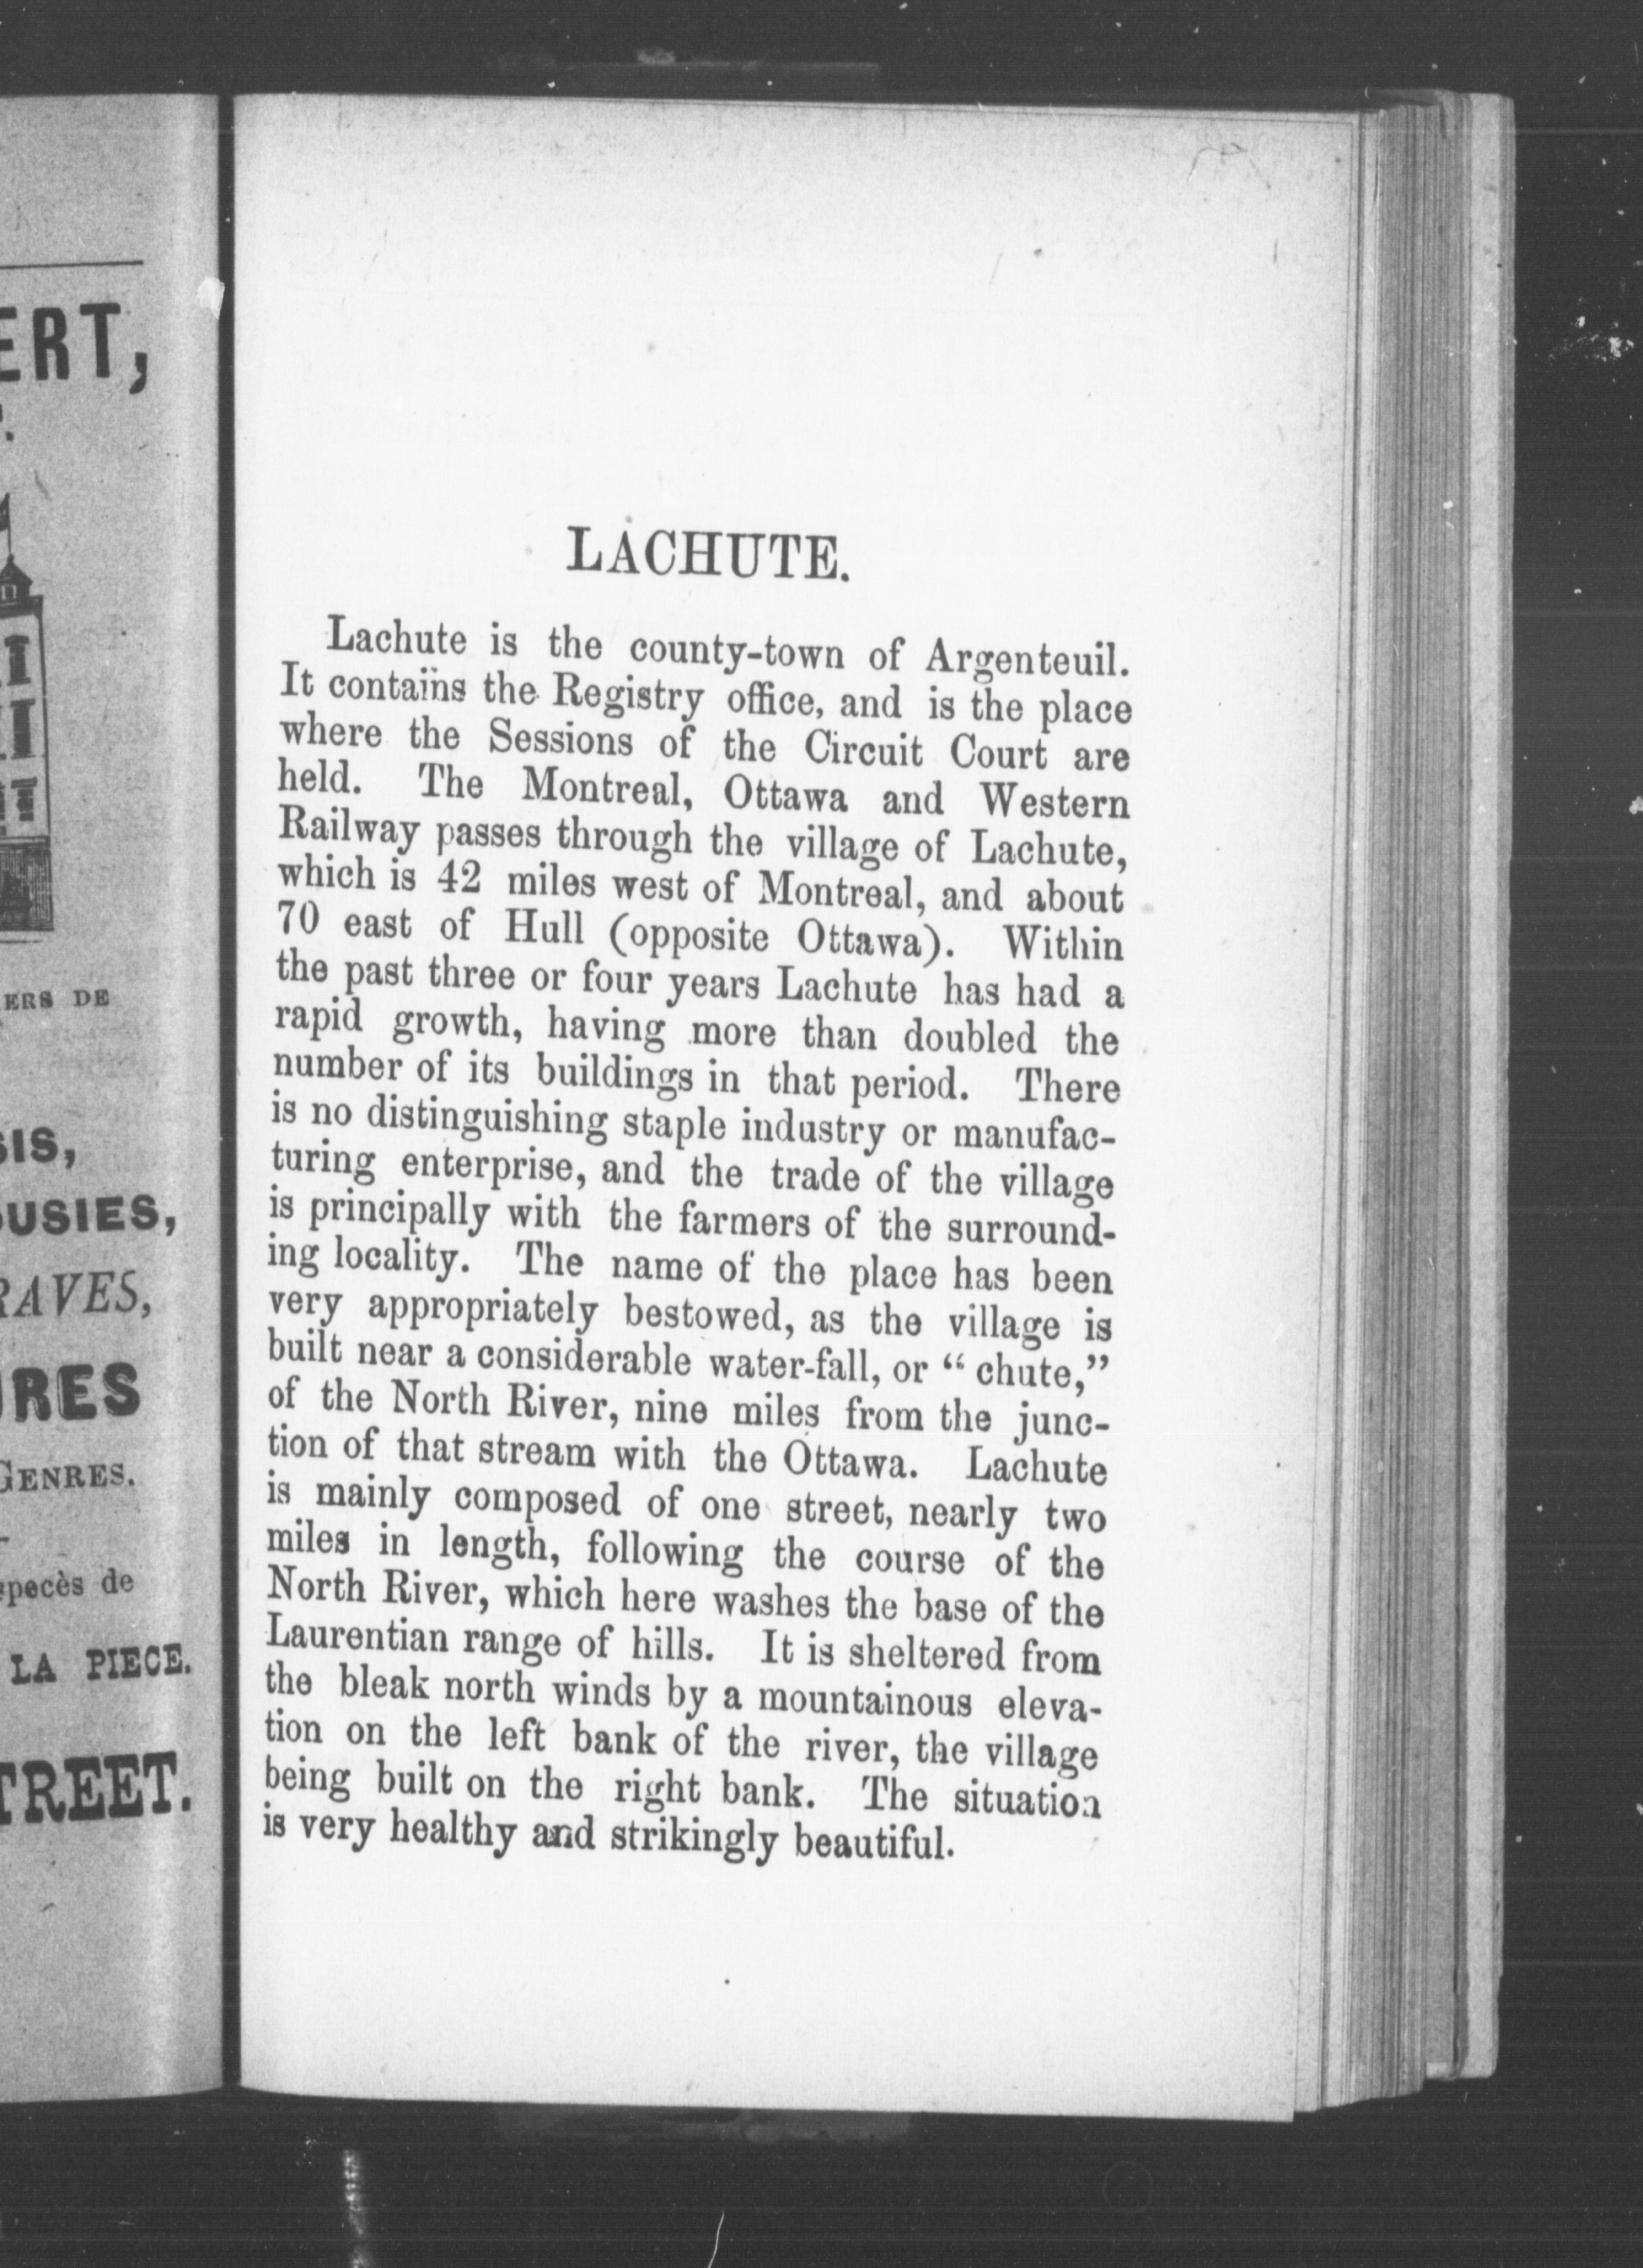 ERT,
ERS DE
SIS,
OUSIES,
RAVES,
URES
GENRES.
specès de
LA PIECE.
TREET.
LACHUTE.
Lachute is the county-town of Argenteuil.
It contains the Registry office, and is the place
where the Sessions of the Circuit Court are
held. The Montreal, Ottawa and Western
Railway passes through the village of Lachute,
which is 42 miles west of Montreal, and about
70 east of Hull (opposite Ottawa). Within
the past three or four years Lachute has had a
rapid growth, having more than doubled the
number of its buildings in that period. There
is no distinguishing staple industry or manufac-
turing enterprise, and the trade of the village
is principally with the farmers of the surround-
ing locality. The name of the place has been
very appropriately bestowed, as the village is
built near a considerable water-fall, or “ chute,”
of the North River, nine miles from the junc-
tion of that stream with the Ottawa. Lachute
is mainly composed of one street, nearly two
miles in length, following the course of the
North River, which here washes the base of the
Laurentian range of hills. It is sheltered from
the bleak north winds by a mountainous eleva-
tion on the left bank of the river, the village
being built on the right bank. The situation
is very healthy and strikingly beautiful.